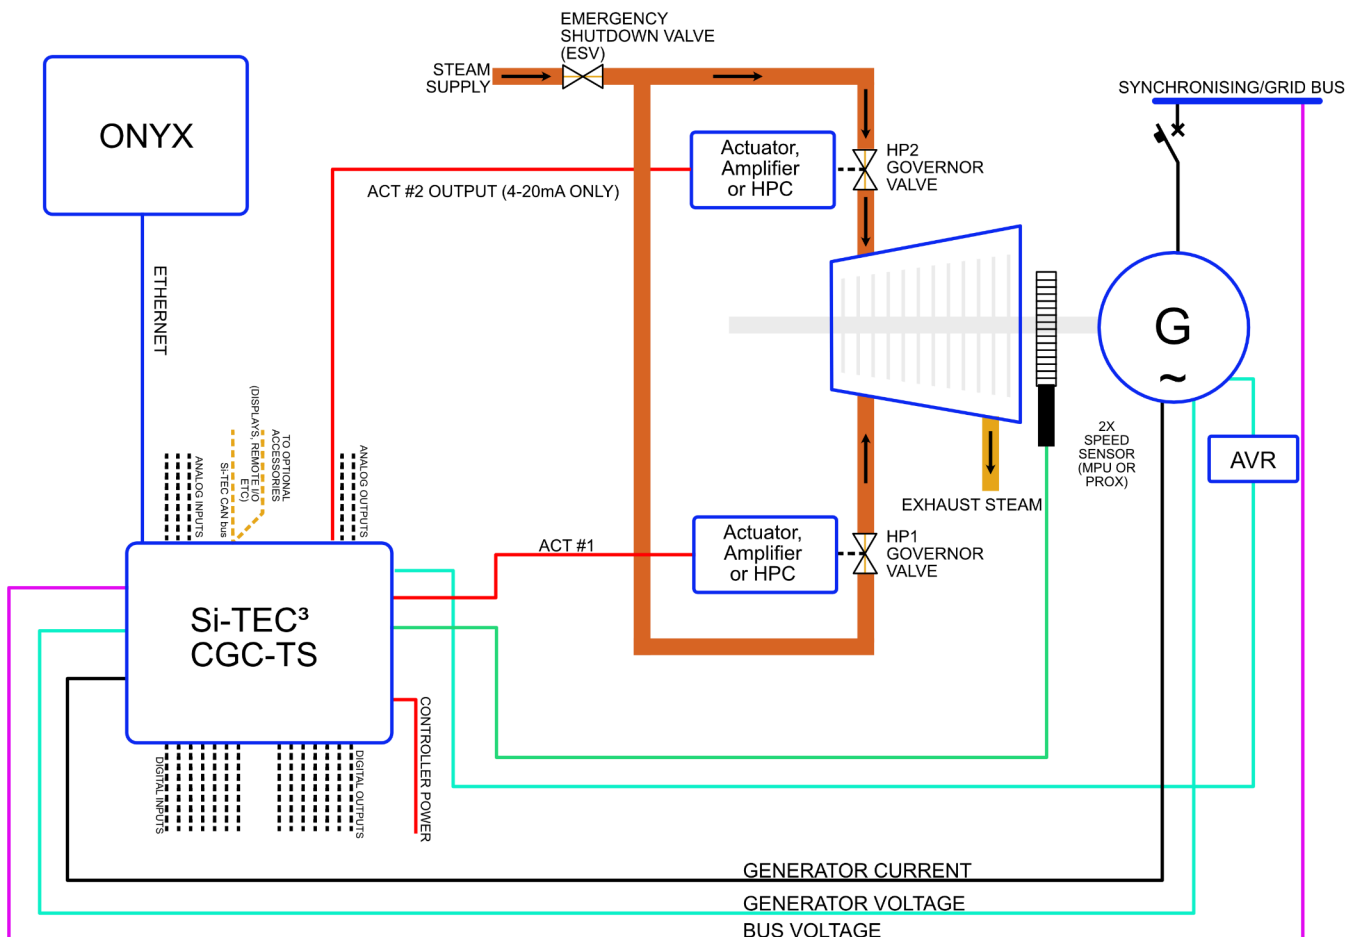 EMERGENCY
SHUTDOWN VALVE
(ESV)
STEAM
SUPPLY
SYNCHRONISING/GRID BUS
ONYX
Actuator,
Amplifier
or HPC
HP2
GOVERNOR
VALVE
ACT #2 OUTPUT (4-20mA ONLY)
ETHERNET
G
~
2X
SPEED
SENSOR
(MPU OR
PROX)
AVR
EXHAUST STEAM
ANALOG INPUTS
Si-TEC CAN bus
TO OPTIONAL
ACCESSORIES
(DISPLAYS, REMOTE I/O
ETC)
ANALOG OUTPUTS
ACT #1
Actuator,
Amplifier
or HPC
HP1
GOVERNOR
VALVE
Si-TEC³
CGC-TS
CONTROLLER POWER
DIGITAL INPUTS
DIGITAL OUTPUTS
GENERATOR CURRENT
GENERATOR VOLTAGE
BUS VOLTAGE